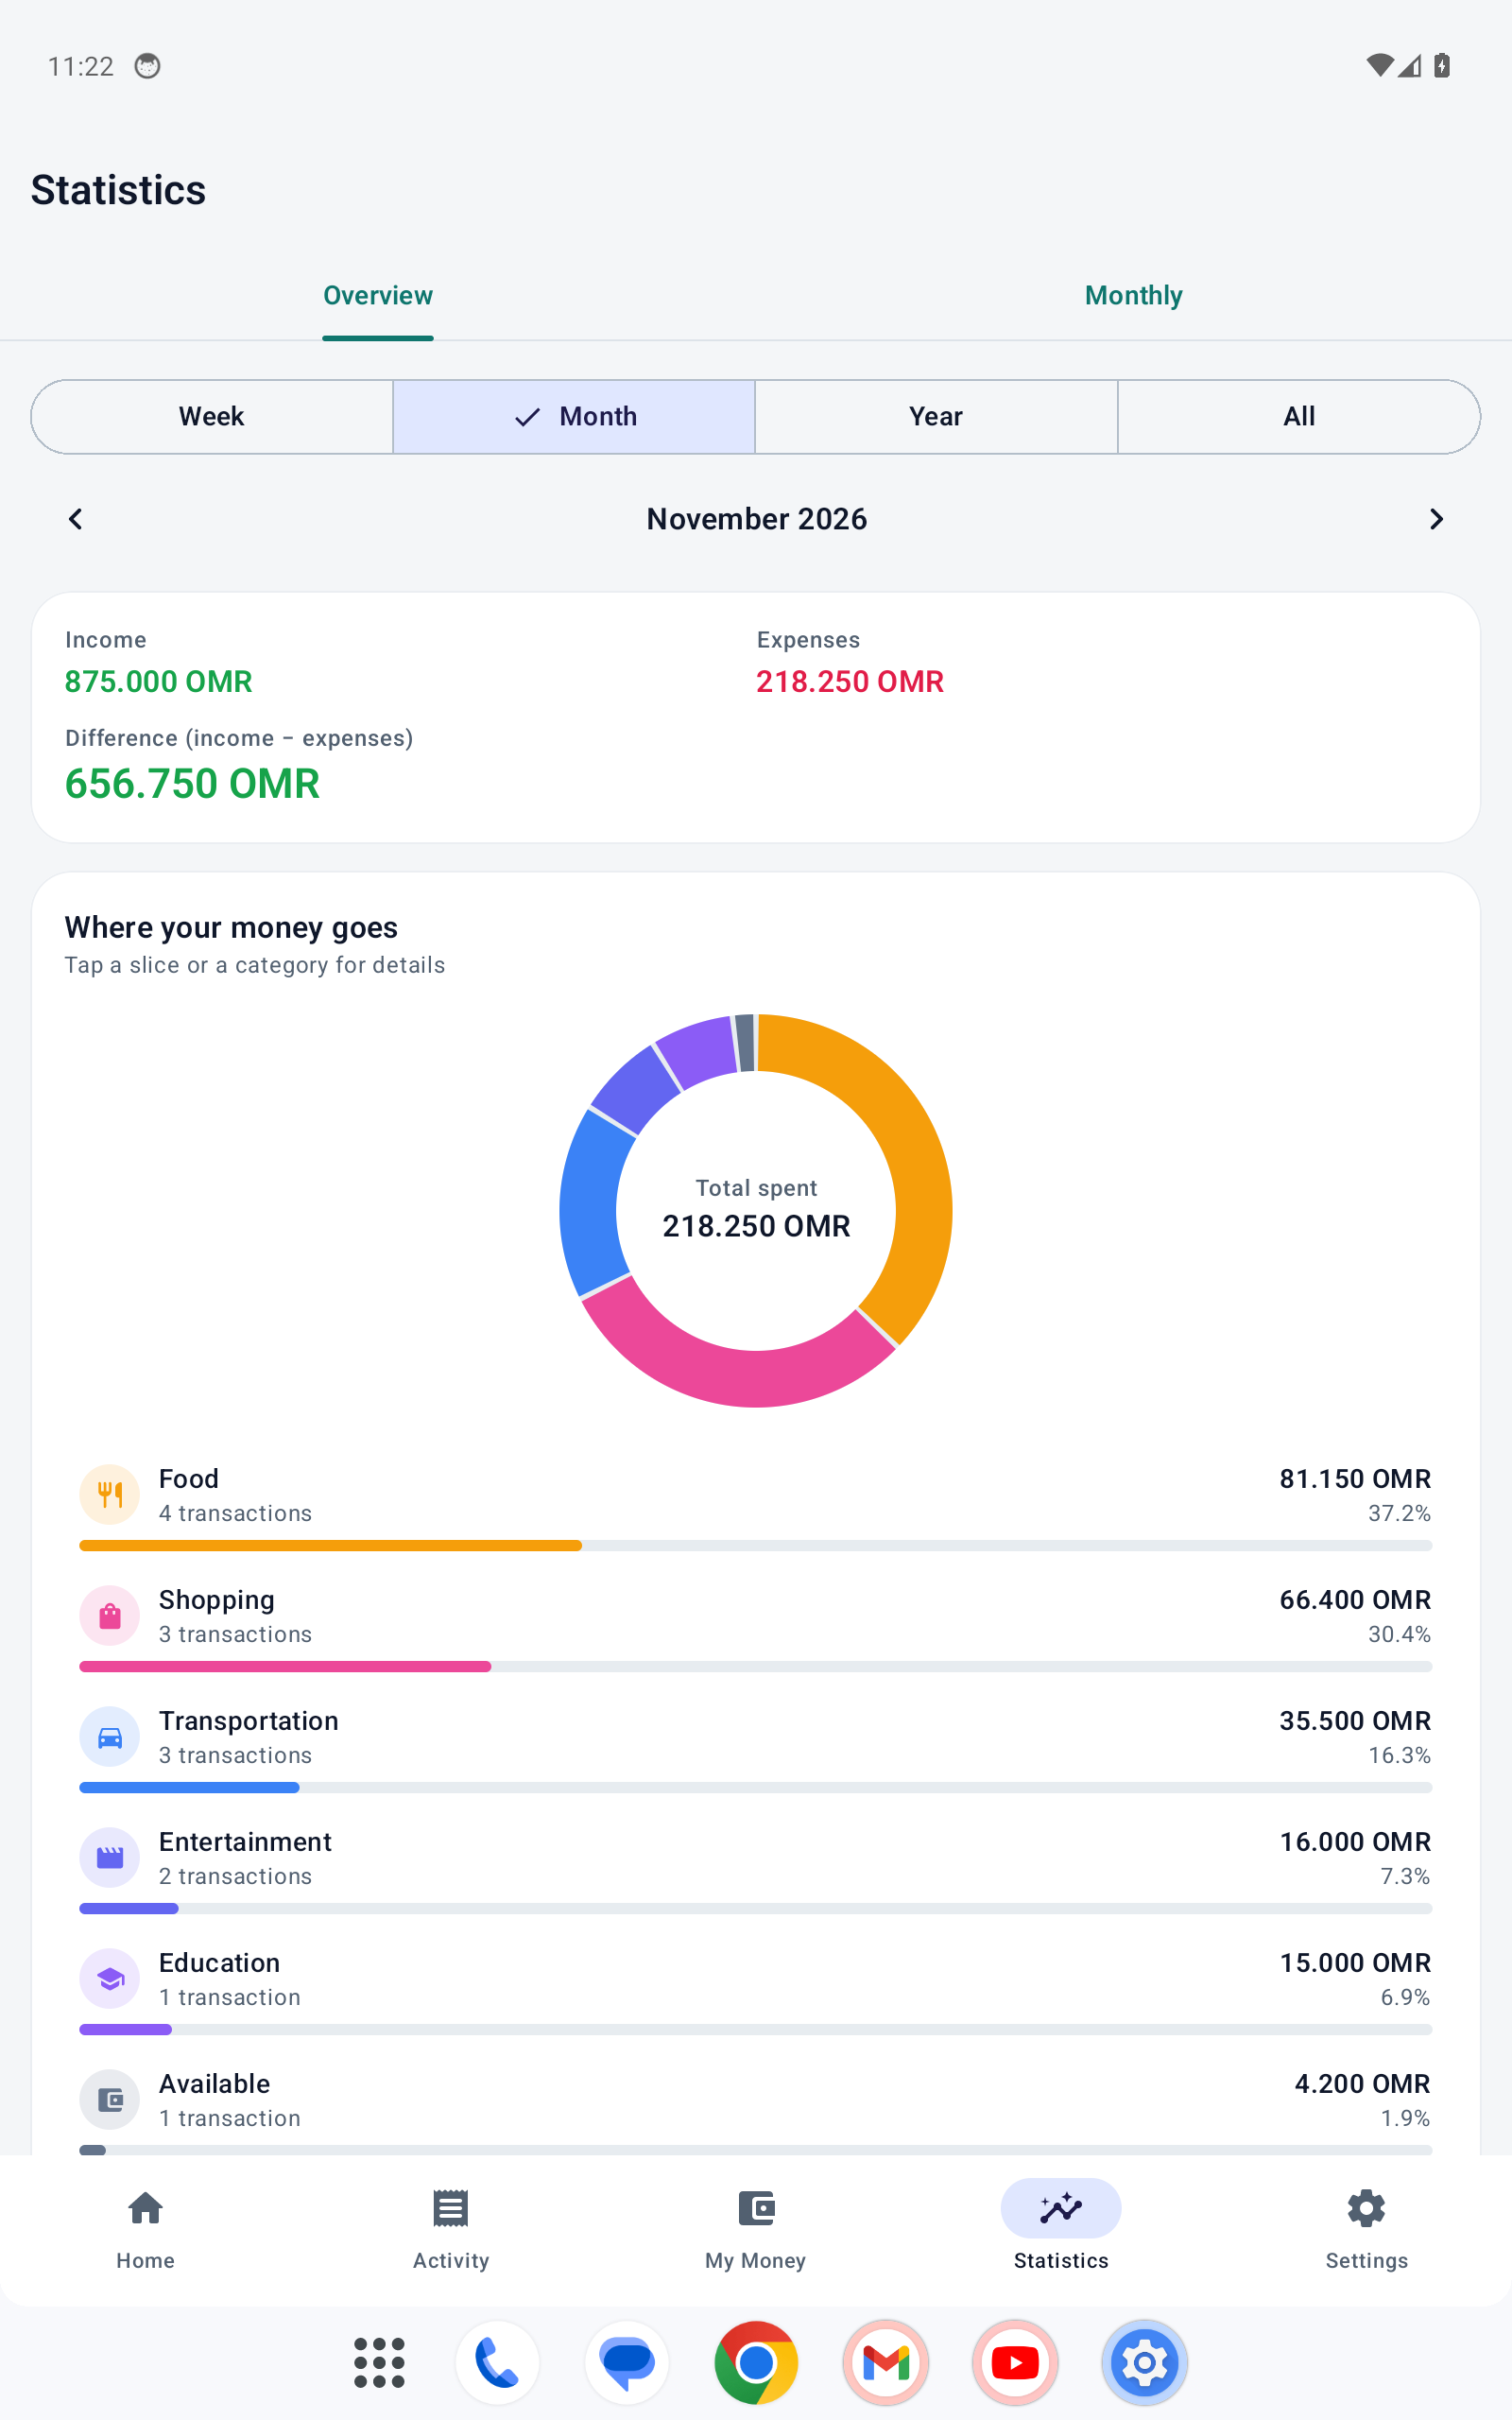 11:22
Statistics
Overview
Monthly
Week
Month
Year
All
November 2026
Income
Expenses
875.000 OMR
218.250 OMR
Difference (income − expenses)
656.750 OMR
Where your money goes
Tap a slice or a category for details
Total spent
218.250 OMR
Food
81.150 OMR
4 transactions
37.2%
Shopping
66.400 OMR
3 transactions
30.4%
Transportation
35.500 OMR
3 transactions
16.3%
Entertainment
16.000 OMR
2 transactions
7.3%
Education
15.000 OMR
1 transaction
6.9%
Available
4.200 OMR
1 transaction
1.9%
Home
Activity
My Money
Statistics
Settings